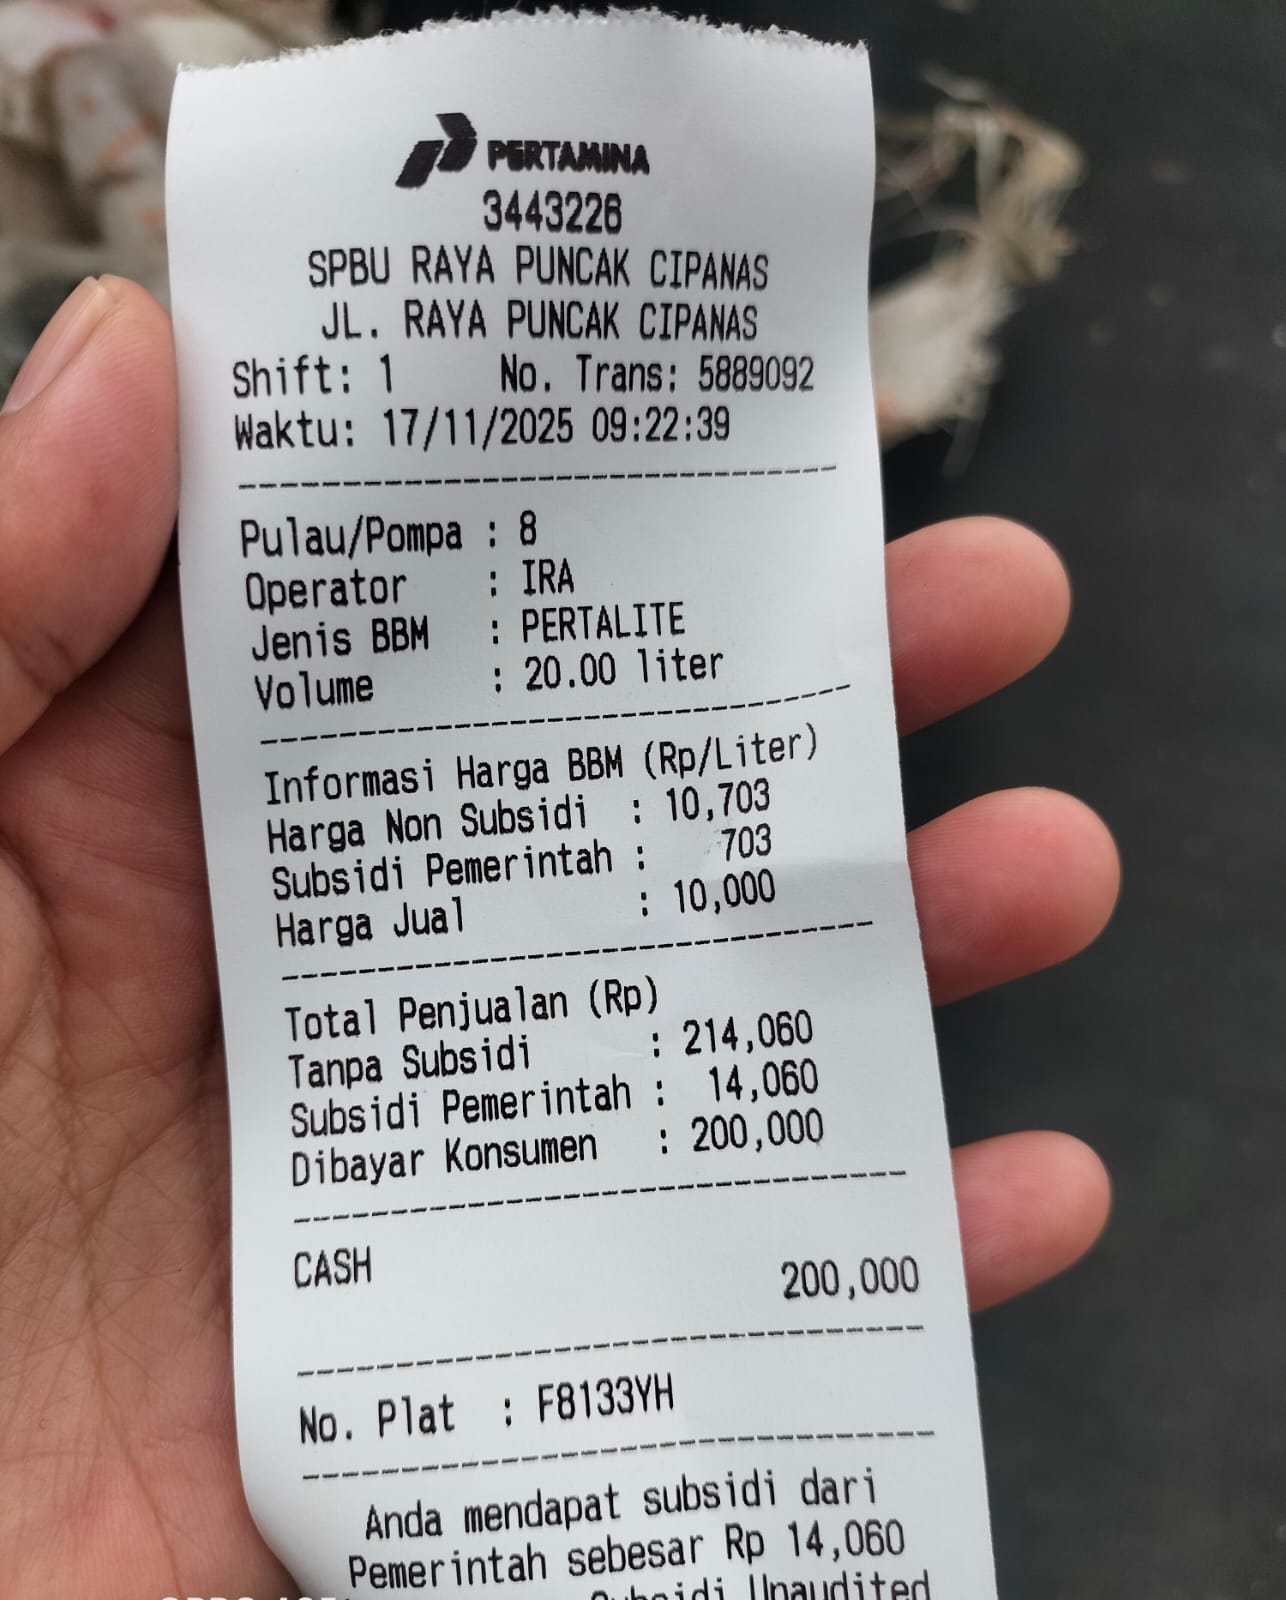 PERTAMINA
3443226
SPBU RAYA PUNCAK CIPANAS
JL. RAYA PUNCAK CIPANAS
Shift: 1 No. Trans: 5889092
Waktu: 17/11/2025 09:22:39
Pulau/Pompa : 8
Operator : IRA
Jenis BBM : PERTALITE
Volume : 20.00 liter
Informasi Harga BBM (Rp/Liter)
Harga Non Subsidi : 10,703
Subsidi Pemerintah : 703
Harga Jual : 10,000
Total Penjualan (Rp)
Tanpa Subsidi : 214,060
Subsidi Pemerintah : 14,060
Dibayar Konsumen : 200,000
CASH 200,000
No. Plat : F8133YH
Anda mendapat subsidi dari
Pemerintah sebesar Rp 14,060
Subsidi Unaudited